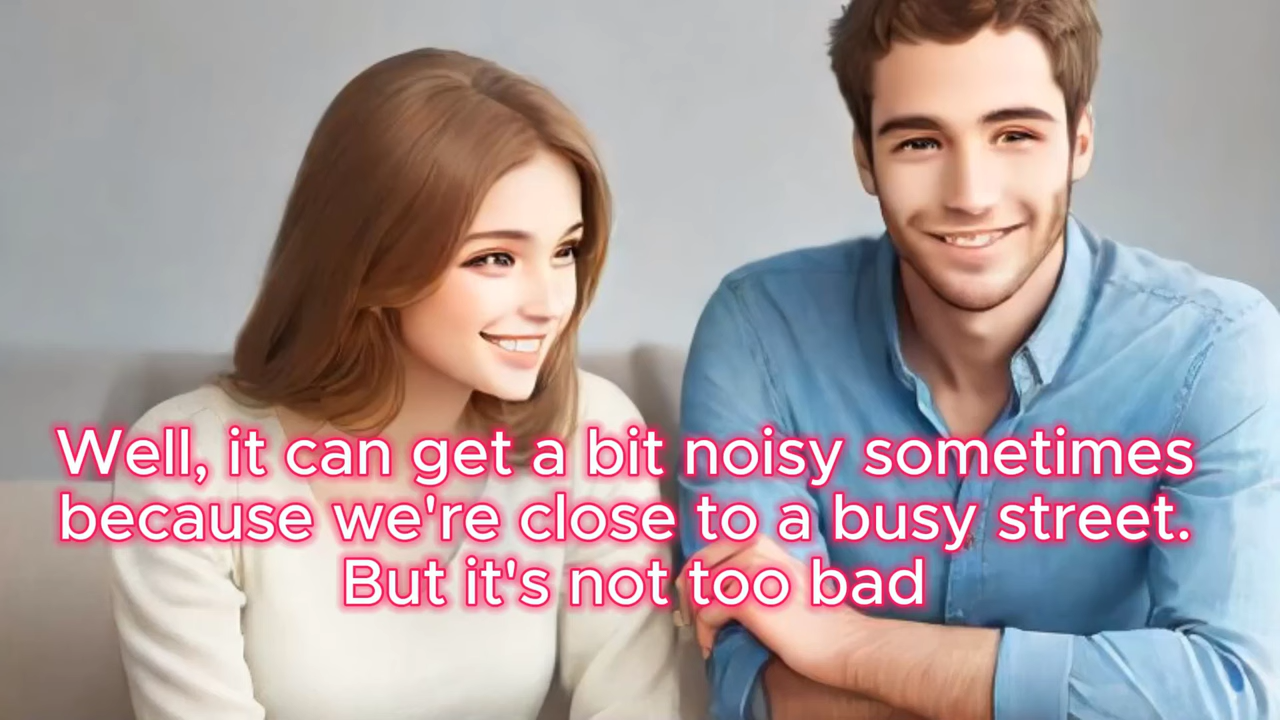 Well, it can get a bit noisy sometimes
because we're close to a busy street.
But it's not too bad